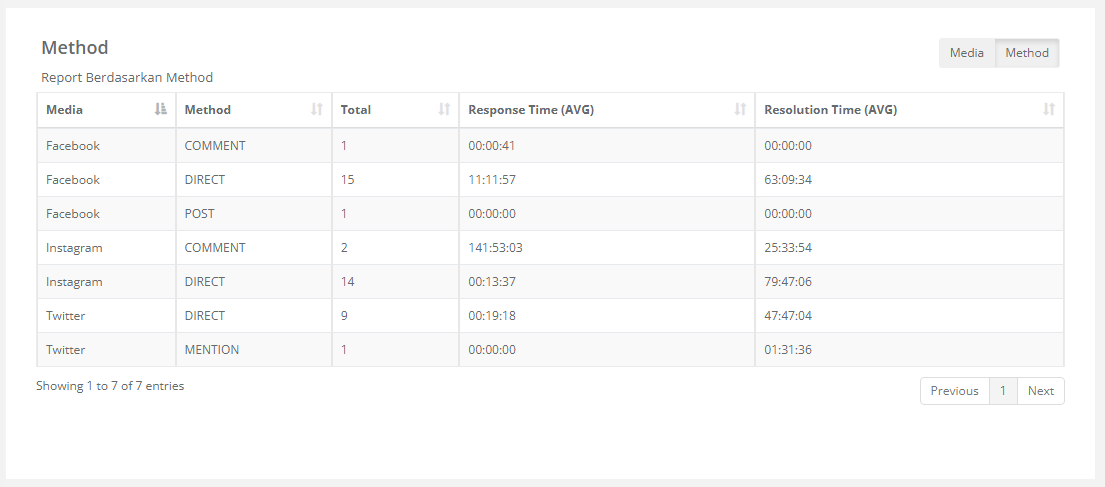 Method
Media Method
Report Berdasarkan Method
Media Method Total Response Time (AVG) Resolution Time (AVG)
Facebook COMMENT 1 00:00:41 00:00:00
Facebook DIRECT 15 11:11:57 63:09:34
Facebook POST 1 00:00:00 00:00:00
Instagram COMMENT 2 141:53:03 25:33:54
Instagram DIRECT 14 00:13:37 79:47:06
Twitter DIRECT 9 00:19:18 47:47:04
Twitter MENTION 1 00:00:00 01:31:36
Showing 1 to 7 of 7 entries
Previous 1 Next